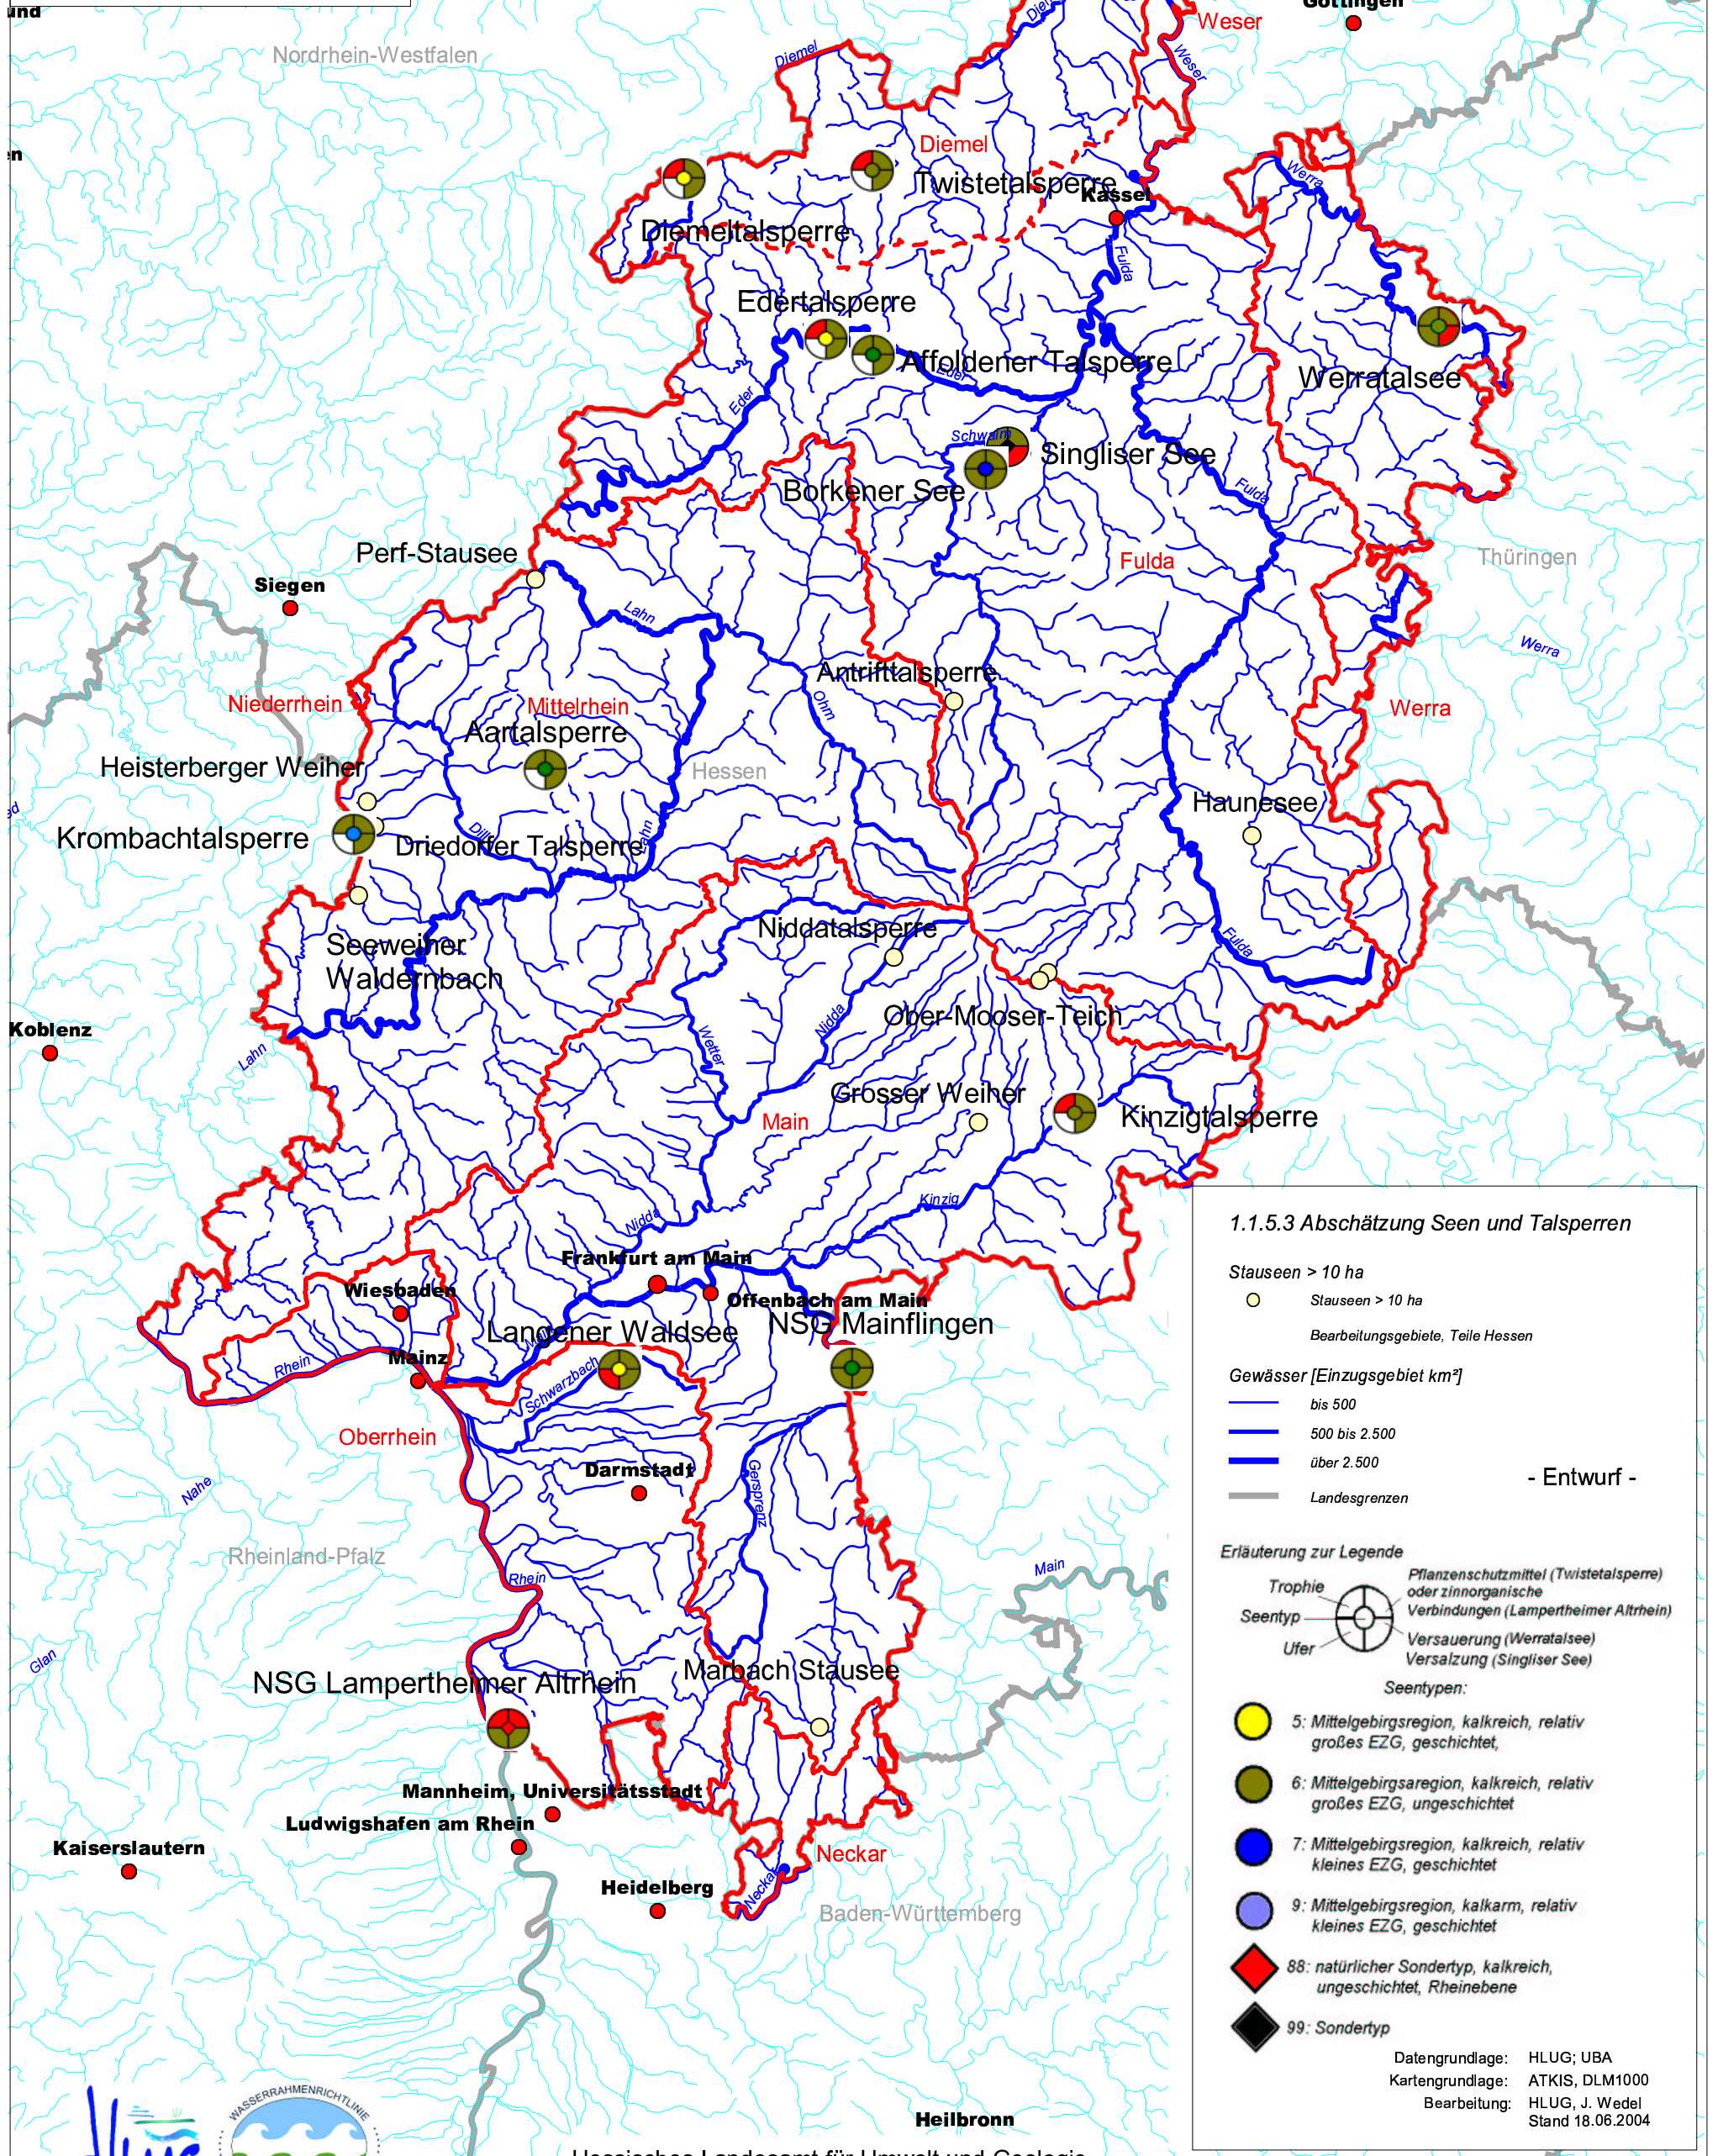 Göttingen
und
Weser
Diemel
Nordrhein-Westfalen
Diemel
Weser
Diemel
Werra
Twistetalsperre
Kassel
Diemeltalsperre
Fulda
Edertalsperre
Affoldener Talsperre
Eder
Werratalsee
Eder
Schwalm
Singliser See
Borkener See
Fulda
Perf-Stausee
Fulda
Thüringen
Siegen
Lahn
Werra
Antrifttalsperre
Niederrhein
Mittelrhein
Ohm
Werra
Aartalsperre
Heisterberger Weiher
Hessen
Haunesee
Krombachtalsperre
Dill
Driedorfer Talsperre
Lahn
Niddatalsperre
Seeweiher
Waldernbach
Fulda
Ober-Mooser-Teich
Nidda
Koblenz
Wetter
Lahn
Grosser Weiher
Main
Kinzigtalsperre
Kinzig
Nidda
Frankfurt am Main
Wiesbaden
Offenbach am Main
Langener Waldsee
NSG Mainflingen
Main
Mainz
Rhein
Schwarzbach
Oberrhein
Darmstadt
Nahe
Gersprenz
Rheinland-Pfalz
Rhein
Main
Glan
Marbach Stausee
NSG Lampertheimer Altrhein
Mannheim, Universitätsstadt
Ludwigshafen am Rhein
Kaiserslautern
Neckar
Heidelberg
Neckar
Baden-Württemberg
Heilbronn
1.1.5.3 Abschätzung Seen und Talsperren
Stauseen > 10 ha
Stauseen > 10 ha
Bearbeitungsgebiete, Teile Hessen
Gewässer [Einzugsgebiet km²]
bis 500
500 bis 2.500
über 2.500
- Entwurf -
Landesgrenzen
Erläuterung zur Legende
Trophie
Seentyp
Ufer
Pflanzenschutzmittel (Twistetalsperre)
oder zinnorganische
Verbindungen (Lampertheimer Altrhein)
Versauerung (Werratalsee)
Versalzung (Singliser See)
Seentypen:
5: Mittelgebirgsregion, kalkreich, relativ
großes EZG, geschichtet,
6: Mittelgebirgsaregion, kalkreich, relativ
großes EZG, ungeschichtet
7: Mittelgebirgsregion, kalkreich, relativ
kleines EZG, geschichtet
9: Mittelgebirgsregion, kalkarm, relativ
kleines EZG, geschichtet
88: natürlicher Sondertyp, kalkreich,
ungeschichtet, Rheinebene
99: Sondertyp
Datengrundlage: HLUG; UBA
Kartengrundlage: ATKIS, DLM1000
Bearbeitung: HLUG, J. Wedel
Stand 18.06.2004
WASSERRAHMENRICHTLINIE
Hessisches Landesamt für Umwelt und Geologie